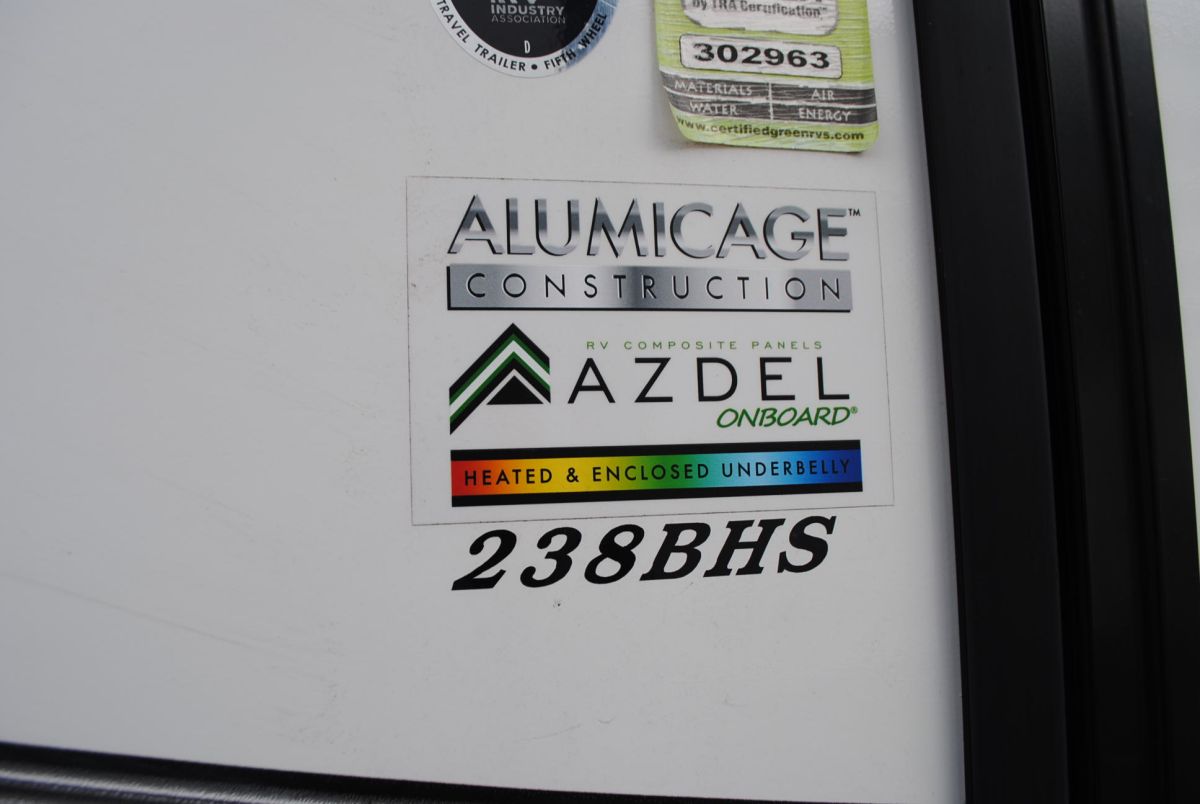 INDUSTRY
ASSOCIATION
D
TRAVEL TRAILER • FIFTH WHEEL
by TRA Certification™
302963
MATERIALS AIR
WATER ENERGY
www.certifiedgreenrvs.com
ALUMICAGE™
CONSTRUCTION
RV COMPOSITE PANELS
AZDEL
ONBOARD®
HEATED & ENCLOSED UNDERBELLY
238BHS